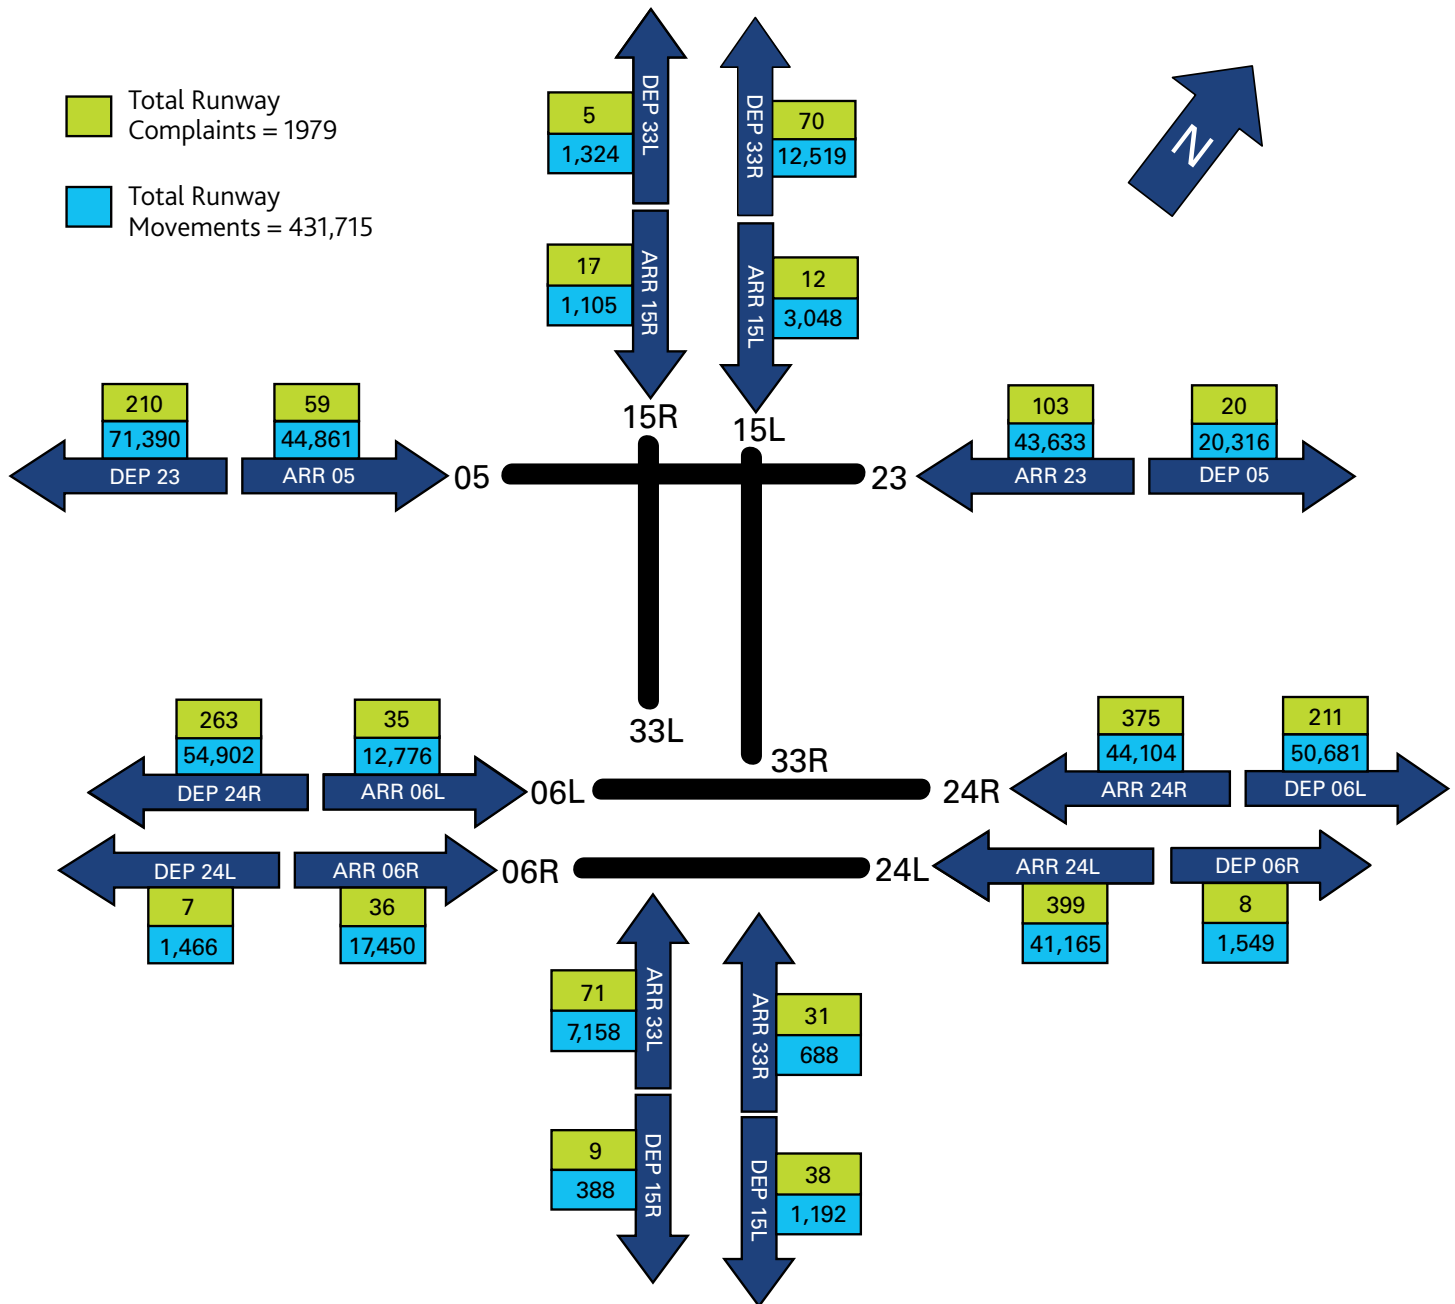 Total Runway
Complaints = 1979
Total Runway
Movements = 431,715
N
5
1,324
DEP 33L
DEP 33R
70
12,519
17
1,105
ARR 15R
ARR 15L
12
3,048
15R
15L
210
71,390
DEP 23
59
44,861
ARR 05
05
23
103
43,633
ARR 23
20
20,316
DEP 05
33L
33R
263
54,902
DEP 24R
35
12,776
ARR 06L
06L
24R
375
44,104
ARR 24R
211
50,681
DEP 06L
DEP 24L
7
1,466
ARR 06R
36
17,450
06R
24L
ARR 24L
399
41,165
DEP 06R
8
1,549
71
7,158
ARR 33L
ARR 33R
31
688
9
388
DEP 15R
DEP 15L
38
1,192